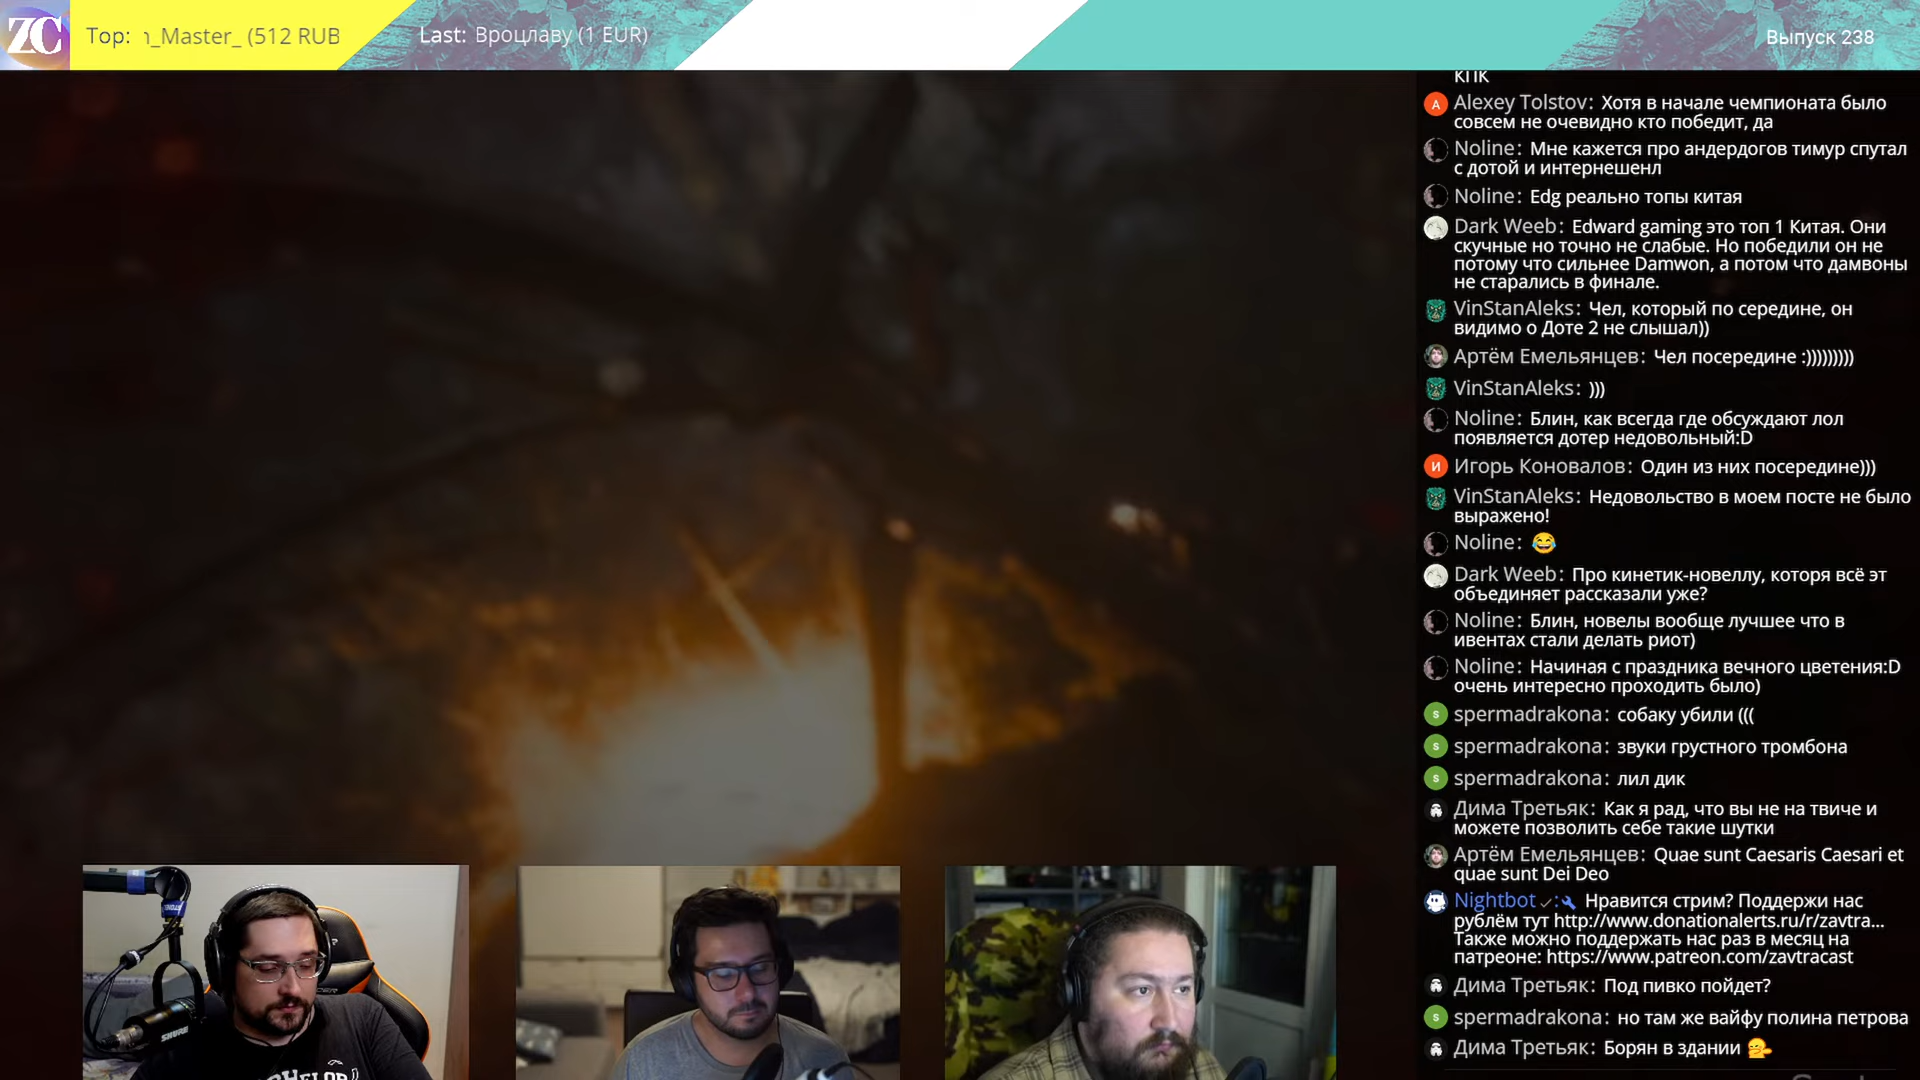 ZC
Top: n_Master_ (512 RUB
Last: Вроцлаву (1 EUR)
Выпуск 238
КПК
A Alexey Tolstov: Хотя в начале чемпионата было
совсем не очевидно кто победит, да
Noline: Мне кажется про андердогов тимур спутал
с дотой и интернешенл
Noline: Edg реально топы китая
Dark Weeb: Edward gaming это топ 1 Китая. Они
скучные но точно не слабые. Но победили он не
потому что сильнее Damwon, а потом что дамвоны
не старались в финале.
VinStanAleks: Чел, который по середине, он
видимо о Доте 2 не слышал))
Артём Емельянцев: Чел посередине :)))))))))
VinStanAleks: )))
Noline: Блин, как всегда где обсуждают лол
появляется дотер недовольный:D
И Игорь Коновалов: Один из них посередине)))
VinStanAleks: Недовольство в моем посте не было
выражено!
Noline: 😂
Dark Weeb: Про кинетик-новеллу, которя всё эт
объединяет рассказали уже?
Noline: Блин, новелы вообще лучшее что в
ивентах стали делать риот)
Noline: Начиная с праздника вечного цветения:D
очень интересно проходить было)
s spermadrakona: собаку убили (((
s spermadrakona: звуки грустного тромбона
s spermadrakona: лил дик
Дима Третьяк: Как я рад, что вы не на твиче и
можете позволить себе такие шутки
Артём Емельянцев: Quae sunt Caesaris Caesari et
quae sunt Dei Deo
Nightbot: Нравится стрим? Поддержи нас
рублём тут http://www.donationalerts.ru/r/zavtra...
Также можно поддержать нас раз в месяц на
патреоне: https://www.patreon.com/zavtracast
Дима Третьяк: Под пивко пойдет?
s spermadrakona: но там же вайфу полина петрова
Дима Третьяк: Борян в здании
SHURE